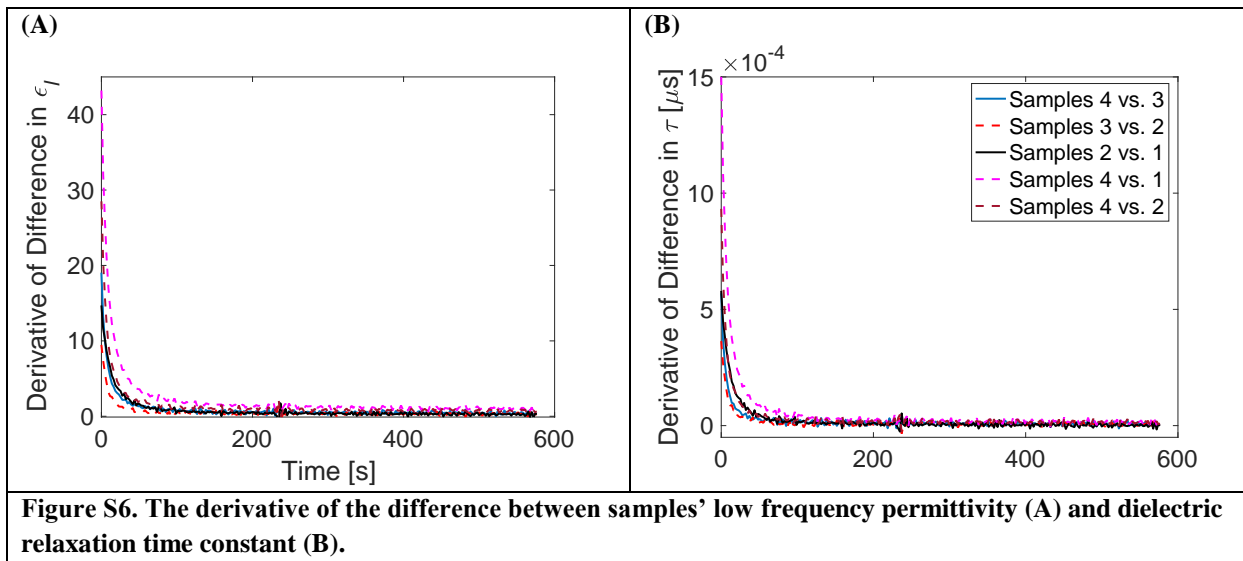 (A)
Derivative of Difference in ϵ_l
40
30
20
10
0
0 200 400 600
Time [s]
(B)
×10^-4
Derivative of Difference in τ [μs]
15
10
5
0
0 200 400 600
Samples 4 vs. 3
Samples 3 vs. 2
Samples 2 vs. 1
Samples 4 vs. 1
Samples 4 vs. 2
Figure S6. The derivative of the difference between samples’ low frequency permittivity (A) and dielectric
relaxation time constant (B).